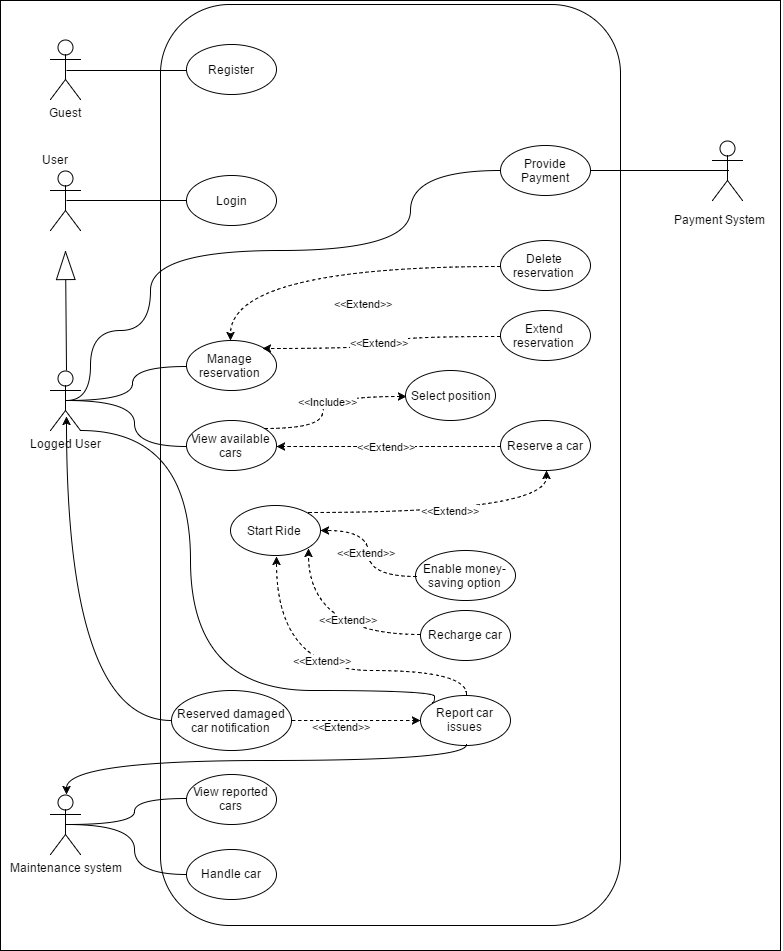 Register
Guest
User
Provide
Payment
Login
Payment System
Delete
reservation
<<Extend>>
Extend
reservation
<<Extend>>
Manage
reservation
Select position
<<Include>>
Logged User
View available
cars
<<Extend>>
Reserve a car
<<Extend>>
Start Ride
<<Extend>>
Enable money-
saving option
<<Extend>>
Recharge car
<<Extend>>
Reserved damaged
car notification
<<Extend>>
Report car
issues
View reported
cars
Maintenance system
Handle car